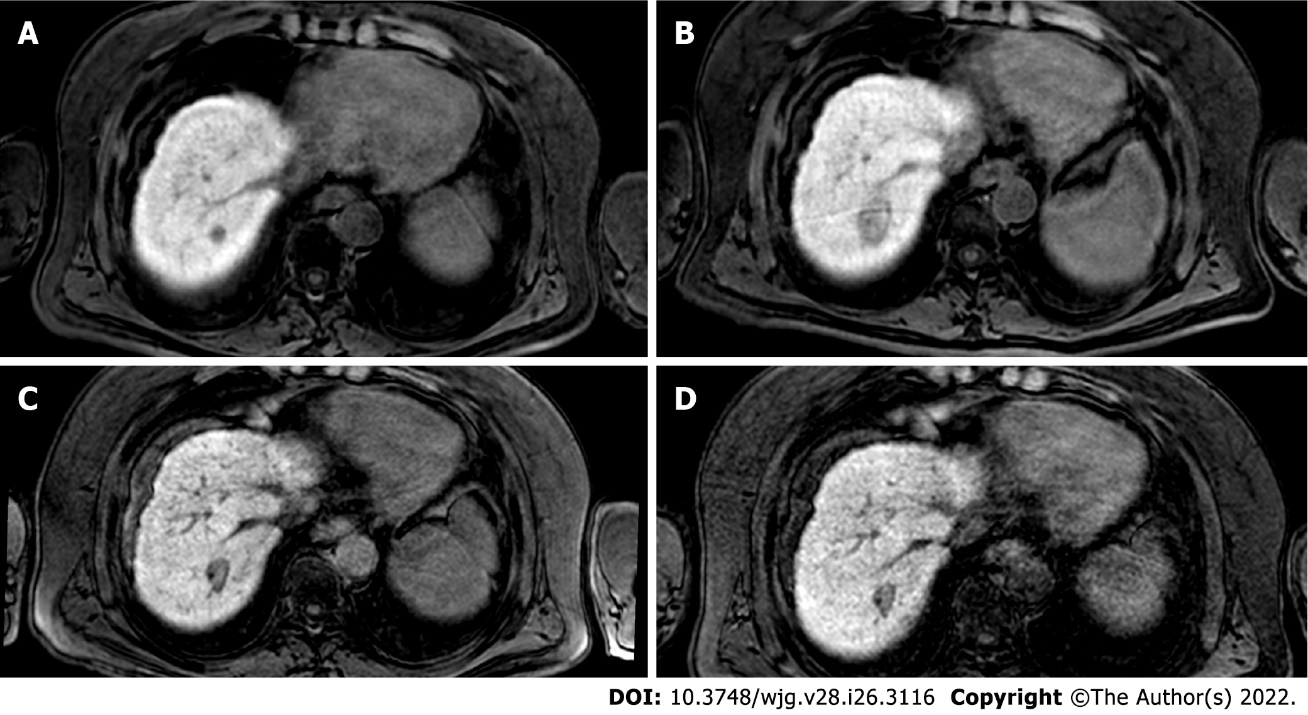 A
B
C
D
DOI: 10.3748/wjg.v28.i26.3116 Copyright ©The Author(s) 2022.